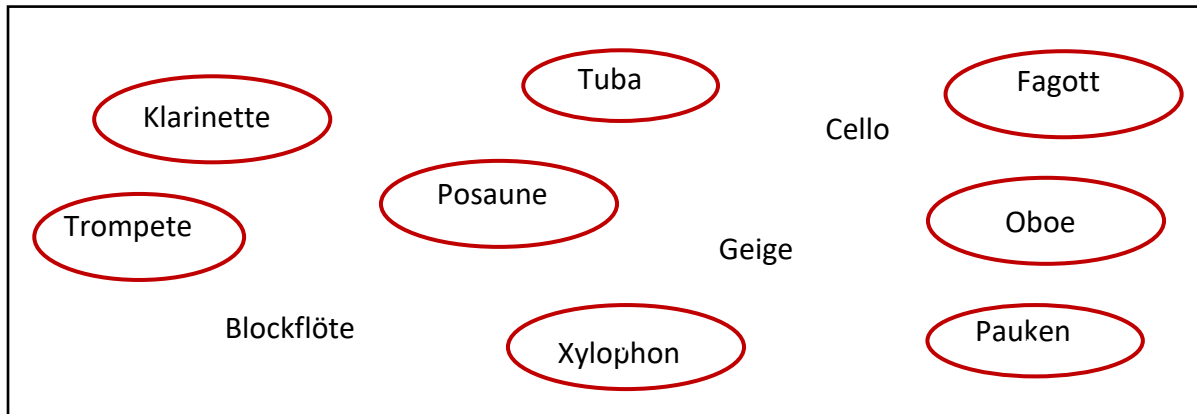 Tuba
Fagott
Klarinette
Cello
Posaune
Trompete
Oboe
Geige
Blockflöte
Pauken
Xylophon